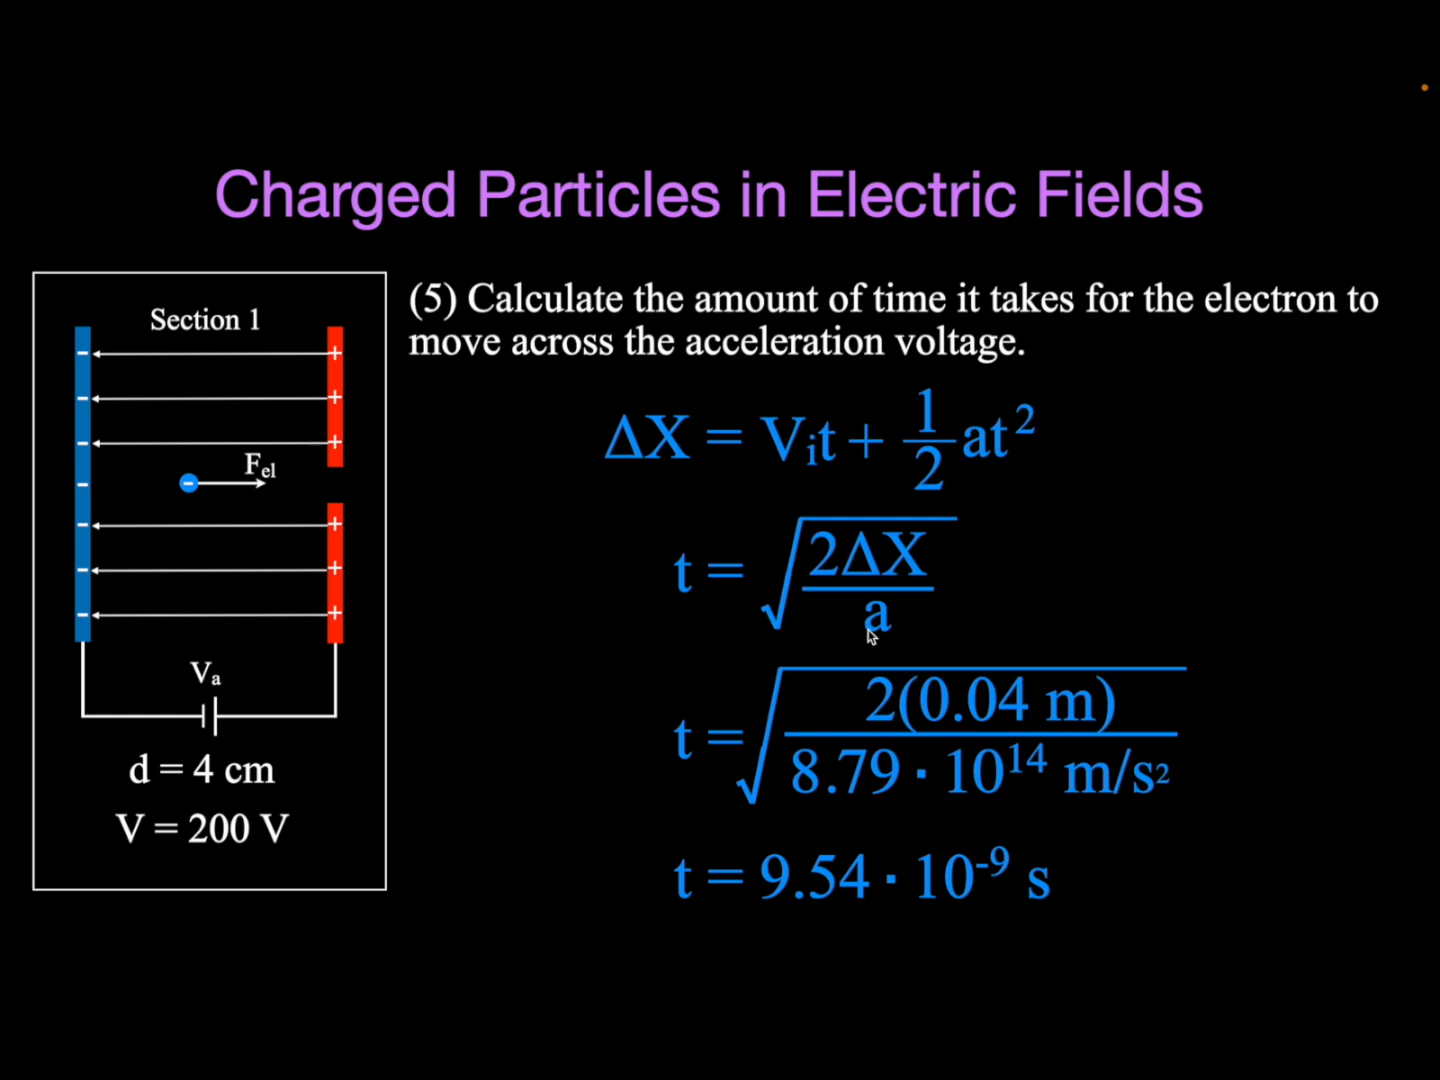 Charged Particles in Electric Fields
Section 1
Fel
Va
d = 4 cm
V = 200 V
(5) Calculate the amount of time it takes for the electron to
move across the acceleration voltage.
ΔX = Vᵢt + 1/2 at²
t = √(2ΔX/a)
t = √(2(0.04 m)/8.79 · 10¹⁴ m/s²)
t = 9.54 · 10⁻⁹ s